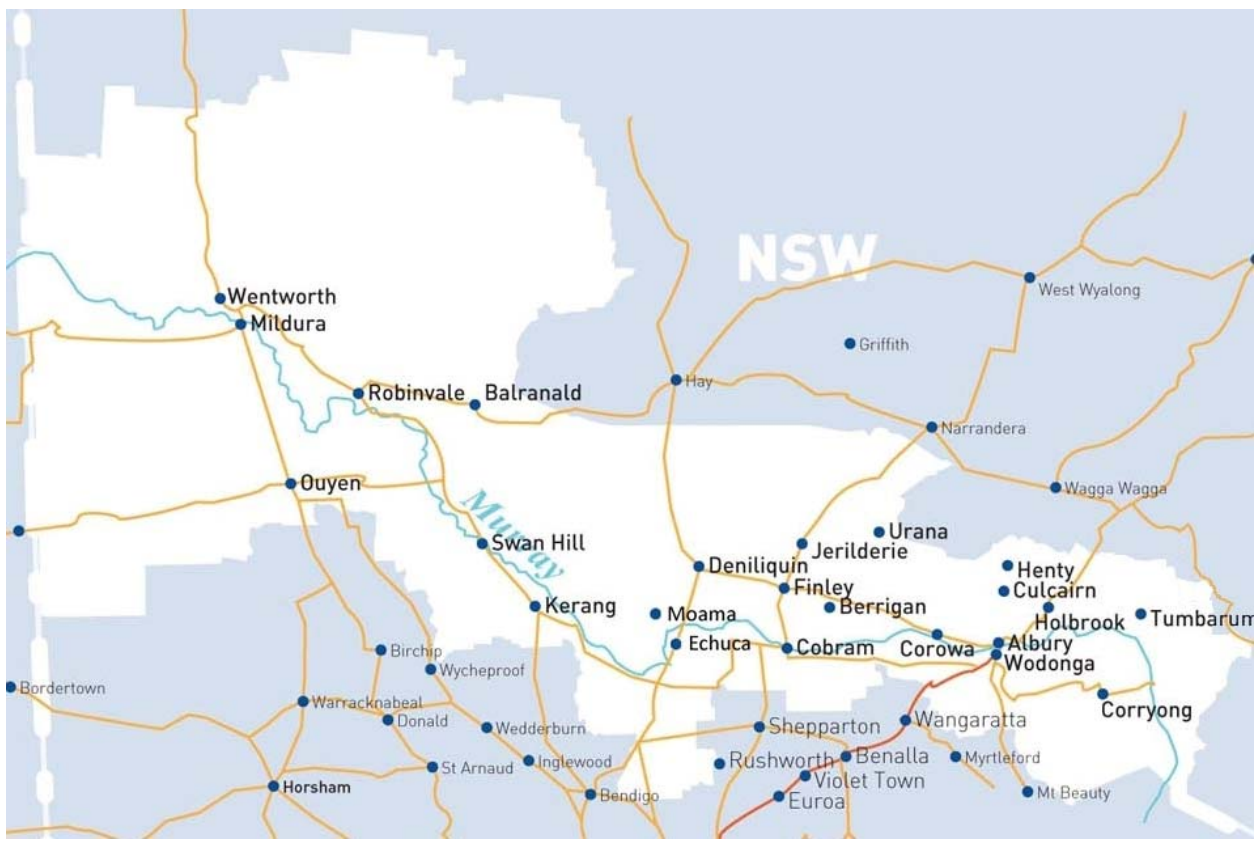 NSW
Wentworth
Mildura
West Wyalong
Griffith
Robinvale
Balranald
Hay
Narrandera
Ouyen
Wagga Wagga
Murray
Swan Hill
Urana
Jerilderie
Deniliquin
Henty
Finley
Culcairn
Kerang
Moama
Berrigan
Holbrook
Tumbarum
Echuca
Cobram
Corowa
Albury
Wodonga
Birchip
Wycheproof
Bordertown
Warracknabeal
Donald
Corryong
Wedderburn
Shepparton
Wangaratta
St Arnaud
Inglewood
Rushworth
Benalla
Myrtleford
Horsham
Violet Town
Bendigo
Euroa
Mt Beauty